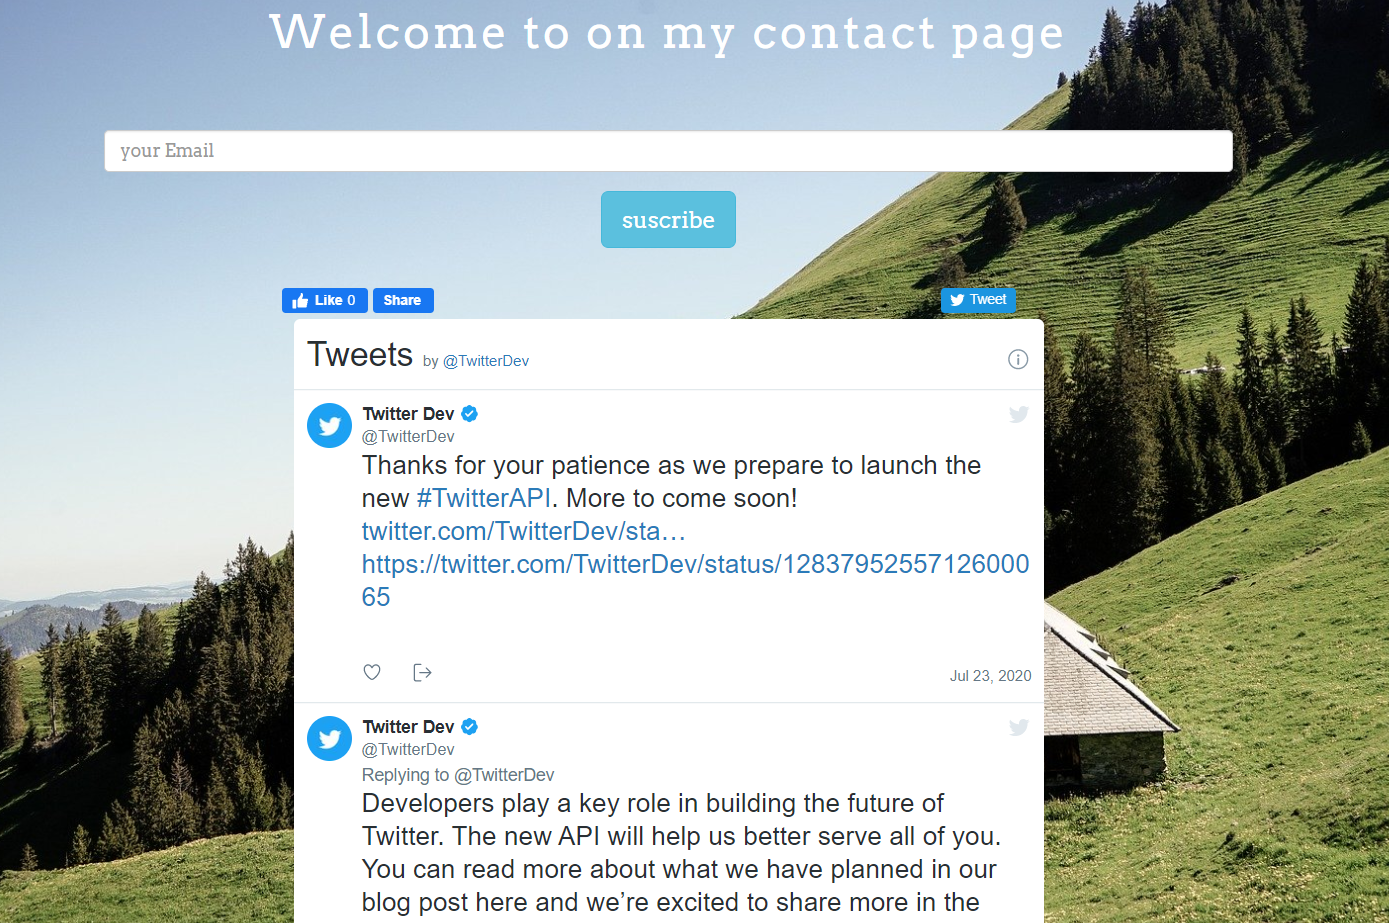 Welcome to on my contact page
your Email
suscribe
Like 0 Share Tweet
Tweets by @TwitterDev
Twitter Dev
@TwitterDev
Thanks for your patience as we prepare to launch the
new #TwitterAPI. More to come soon!
twitter.com/TwitterDev/sta…
https://twitter.com/TwitterDev/status/12837952557126000
65
Jul 23, 2020
Twitter Dev
@TwitterDev
Replying to @TwitterDev
Developers play a key role in building the future of
Twitter. The new API will help us better serve all of you.
You can read more about what we have planned in our
blog post here and we’re excited to share more in the